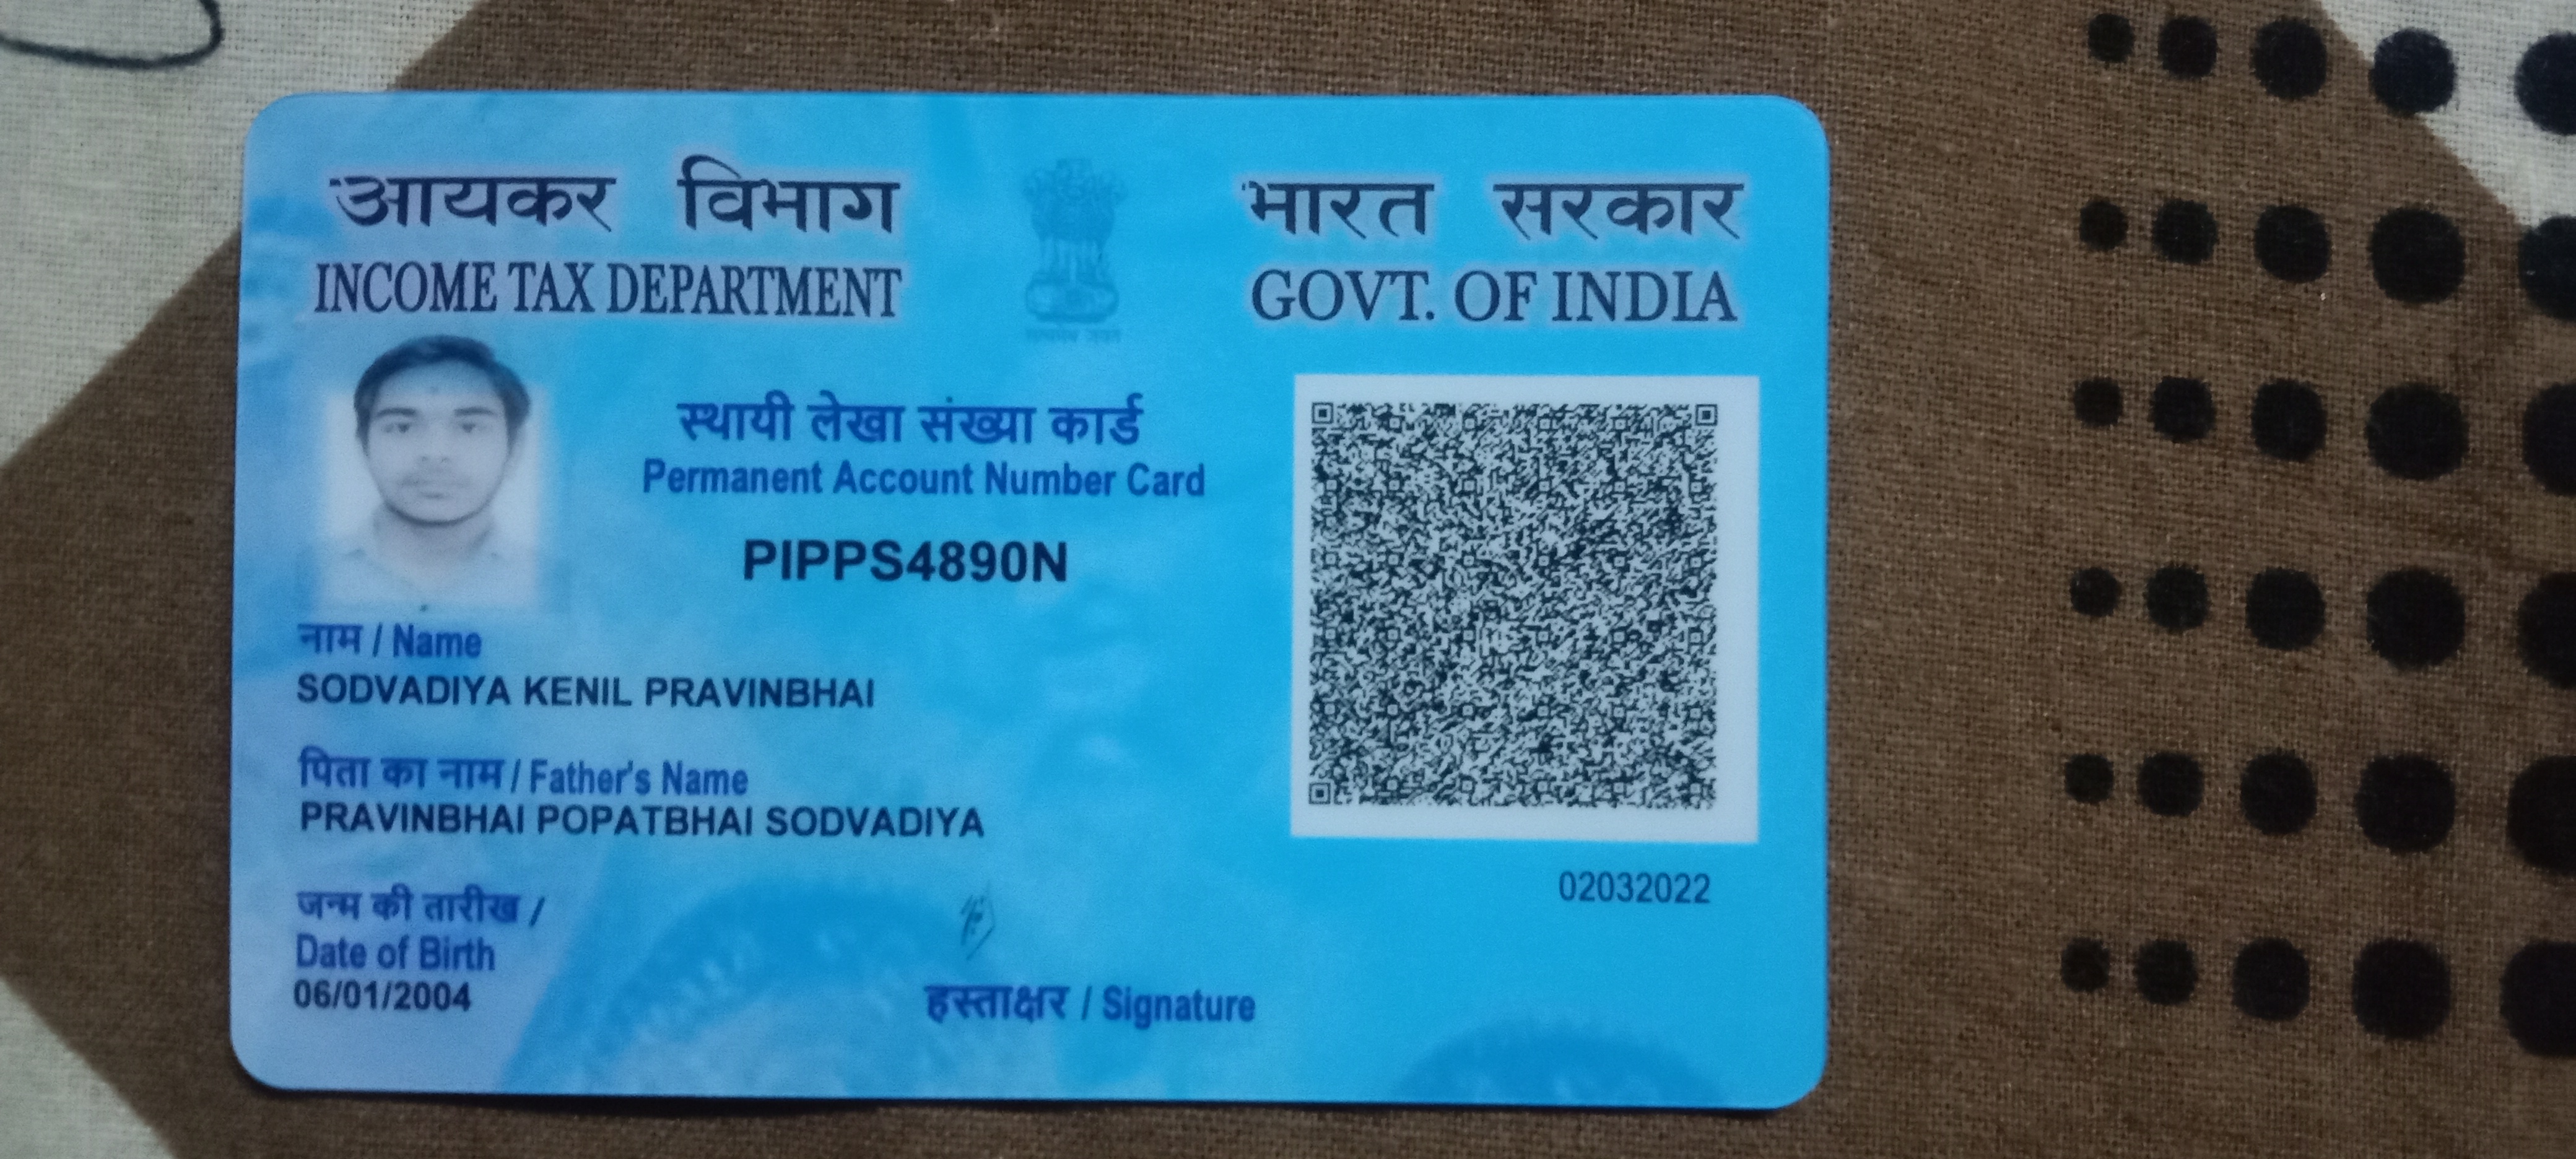 आयकर विभाग
INCOME TAX DEPARTMENT
भारत सरकार
GOVT. OF INDIA
सत्यमेव जयते
स्थायी लेखा संख्या कार्ड
Permanent Account Number Card
PIPPS4890N
नाम / Name
SODVADIYA KENIL PRAVINBHAI
पिता का नाम / Father's Name
PRAVINBHAI POPATBHAI SODVADIYA
जन्म की तारीख /
Date of Birth
06/01/2004
हस्ताक्षर / Signature
02032022